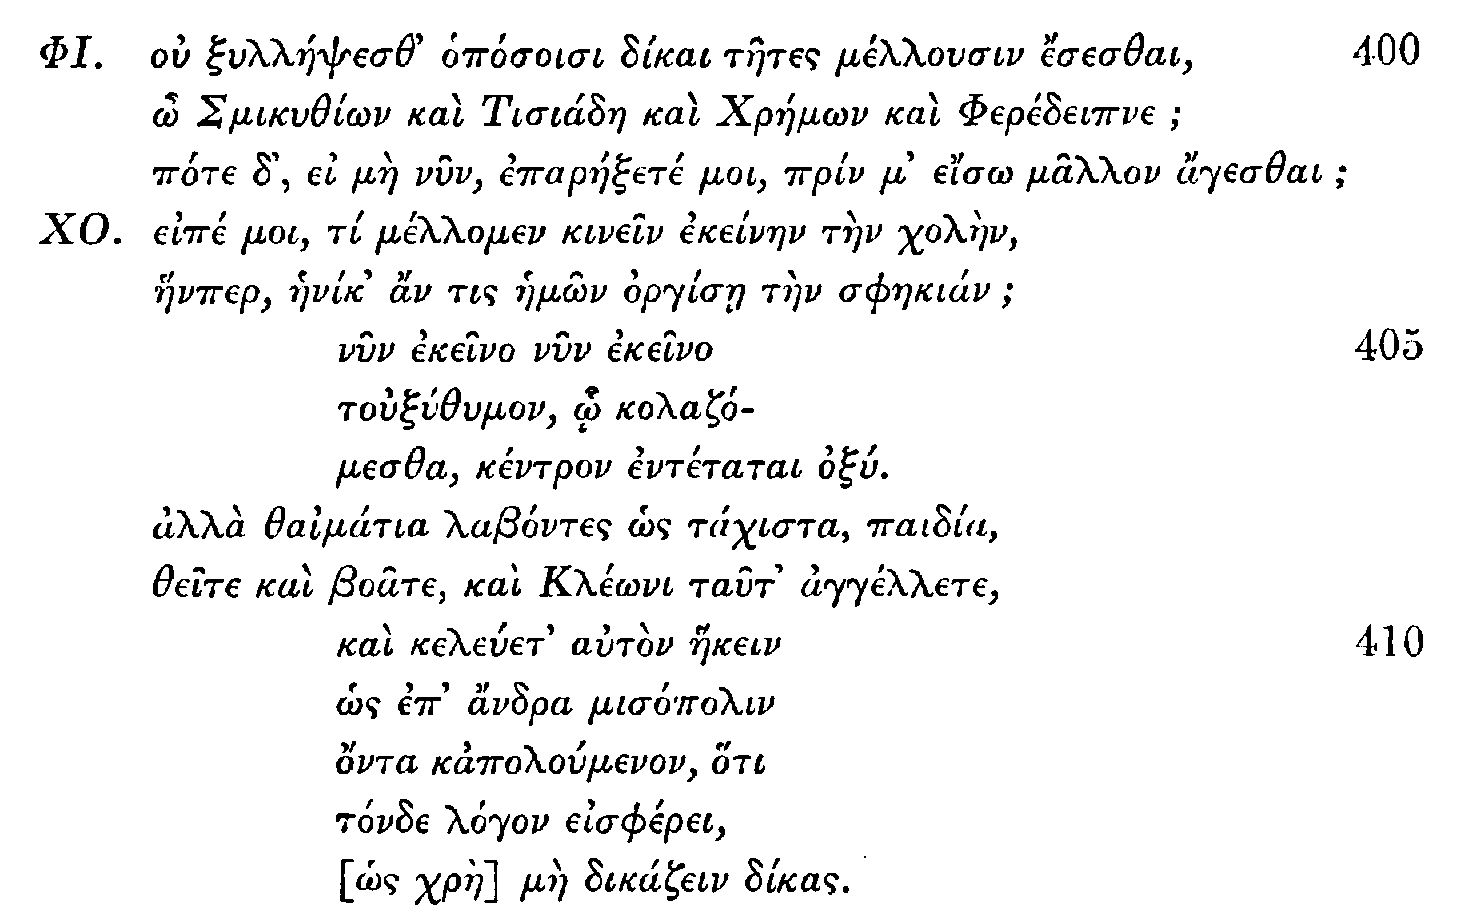 ΦΙ. οὐ ξυλλήψεσθ’ ὁπόσοισι δίκαι τῆτες μέλλουσιν ἔσεσθαι, 400
ὦ Σμικυθίων καὶ Τισιάδη καὶ Χρήμων καὶ Φερέδειπνε ;
πότε δ’, εἰ μὴ νῦν, ἐπαρήξετέ μοι, πρίν μ’ εἴσω μᾶλλον ἄγεσθαι ;
ΧΟ. εἰπέ μοι, τί μέλλομεν κινεῖν ἐκείνην τὴν χολὴν,
ἥνπερ, ἡνίκ’ ἄν τις ἡμῶν ὀργίσῃ τὴν σφηκιάν ;
νῦν ἐκεῖνο νῦν ἐκεῖνο 405
τοὐξύθυμον, ᾧ κολαζό-
μεσθα, κέντρον ἐντέταται ὀξύ.
ἀλλὰ θαἰμάτια λαβόντες ὡς τάχιστα, παιδία,
θεῖτε καὶ βοᾶτε, καὶ Κλέωνι ταῦτ’ ἀγγέλλετε,
καὶ κελεύετ’ αὐτὸν ἥκειν 410
ὡς ἐπ’ ἄνδρα μισόπολιν
ὄντα κἀπολούμενον, ὅτι
τόνδε λόγον εἰσφέρει,
[ὡς χρὴ] μὴ δικάζειν δίκας.